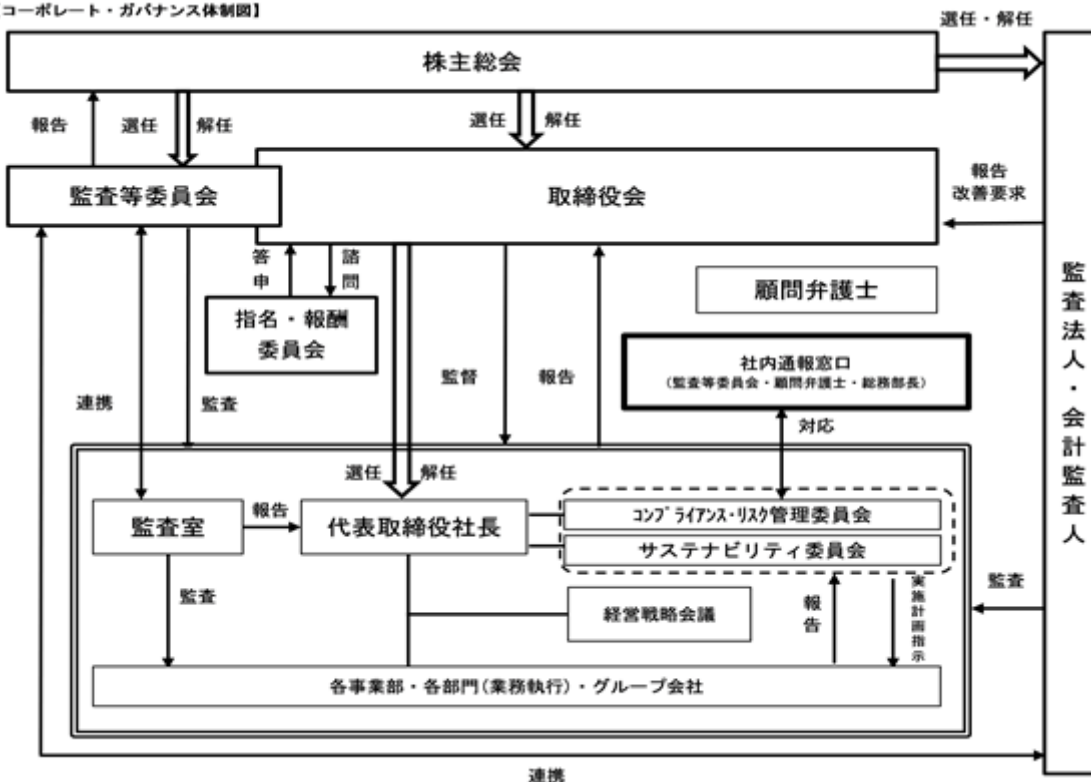 コーポレート・ガバナンス体制図】
選任・解任
株主総会
報告
選任
解任
選任
解任
監査等委員会
取締役会
報告
改善要求
答申
諮問
顧問弁護士
指名・報酬
委員会
社内通報窓口
(監査等委員会・顧問弁護士・総務部長)
監査法人・会計監査人
連携
監査
監督
報告
対応
選任
解任
監査室
報告
代表取締役社長
コンプライアンス・リスク管理委員会
サステナビリティ委員会
監査
経営戦略会議
報告
実施計画指示
監査
各事業部・各部門(業務執行)・グループ会社
連携